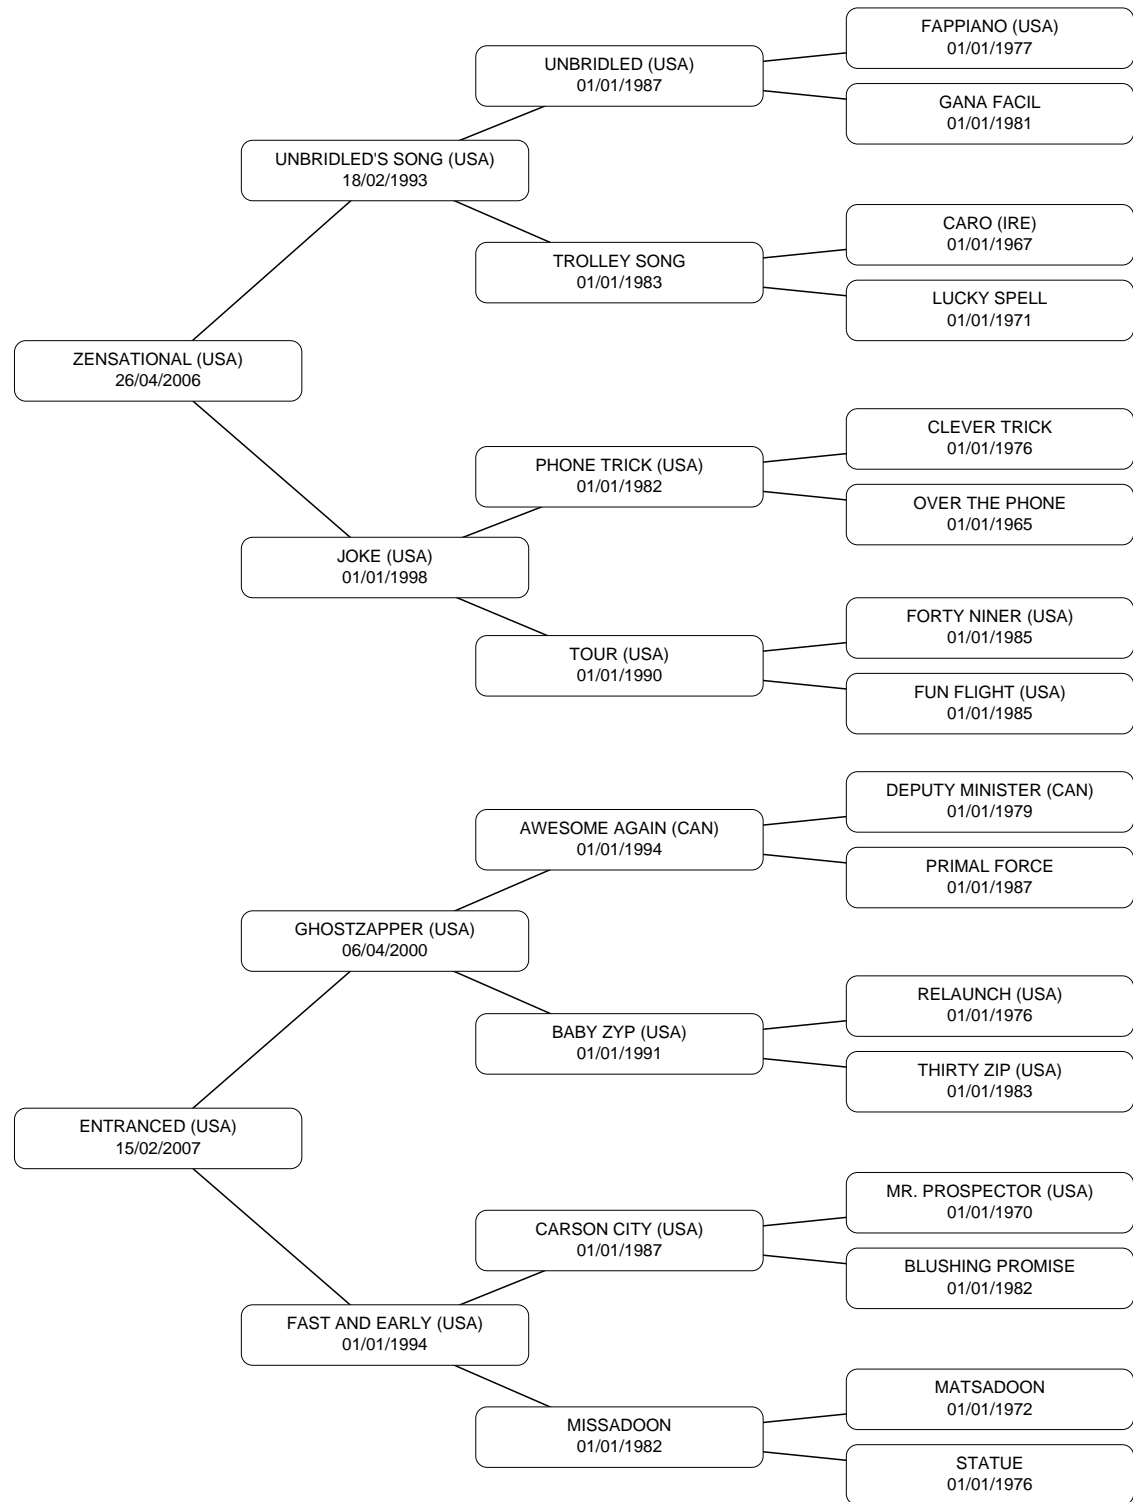 FAPPIANO (USA)
01/01/1977
UNBRIDLED (USA)
01/01/1987
GANA FACIL
01/01/1981
UNBRIDLED'S SONG (USA)
18/02/1993
CARO (IRE)
01/01/1967
TROLLEY SONG
01/01/1983
LUCKY SPELL
01/01/1971
ZENSATIONAL (USA)
26/04/2006
CLEVER TRICK
01/01/1976
PHONE TRICK (USA)
01/01/1982
OVER THE PHONE
01/01/1965
JOKE (USA)
01/01/1998
FORTY NINER (USA)
01/01/1985
TOUR (USA)
01/01/1990
FUN FLIGHT (USA)
01/01/1985
DEPUTY MINISTER (CAN)
01/01/1979
AWESOME AGAIN (CAN)
01/01/1994
PRIMAL FORCE
01/01/1987
GHOSTZAPPER (USA)
06/04/2000
RELAUNCH (USA)
01/01/1976
BABY ZYP (USA)
01/01/1991
THIRTY ZIP (USA)
01/01/1983
ENTRANCED (USA)
15/02/2007
MR. PROSPECTOR (USA)
01/01/1970
CARSON CITY (USA)
01/01/1987
BLUSHING PROMISE
01/01/1982
FAST AND EARLY (USA)
01/01/1994
MATSADOON
01/01/1972
MISSADOON
01/01/1982
STATUE
01/01/1976